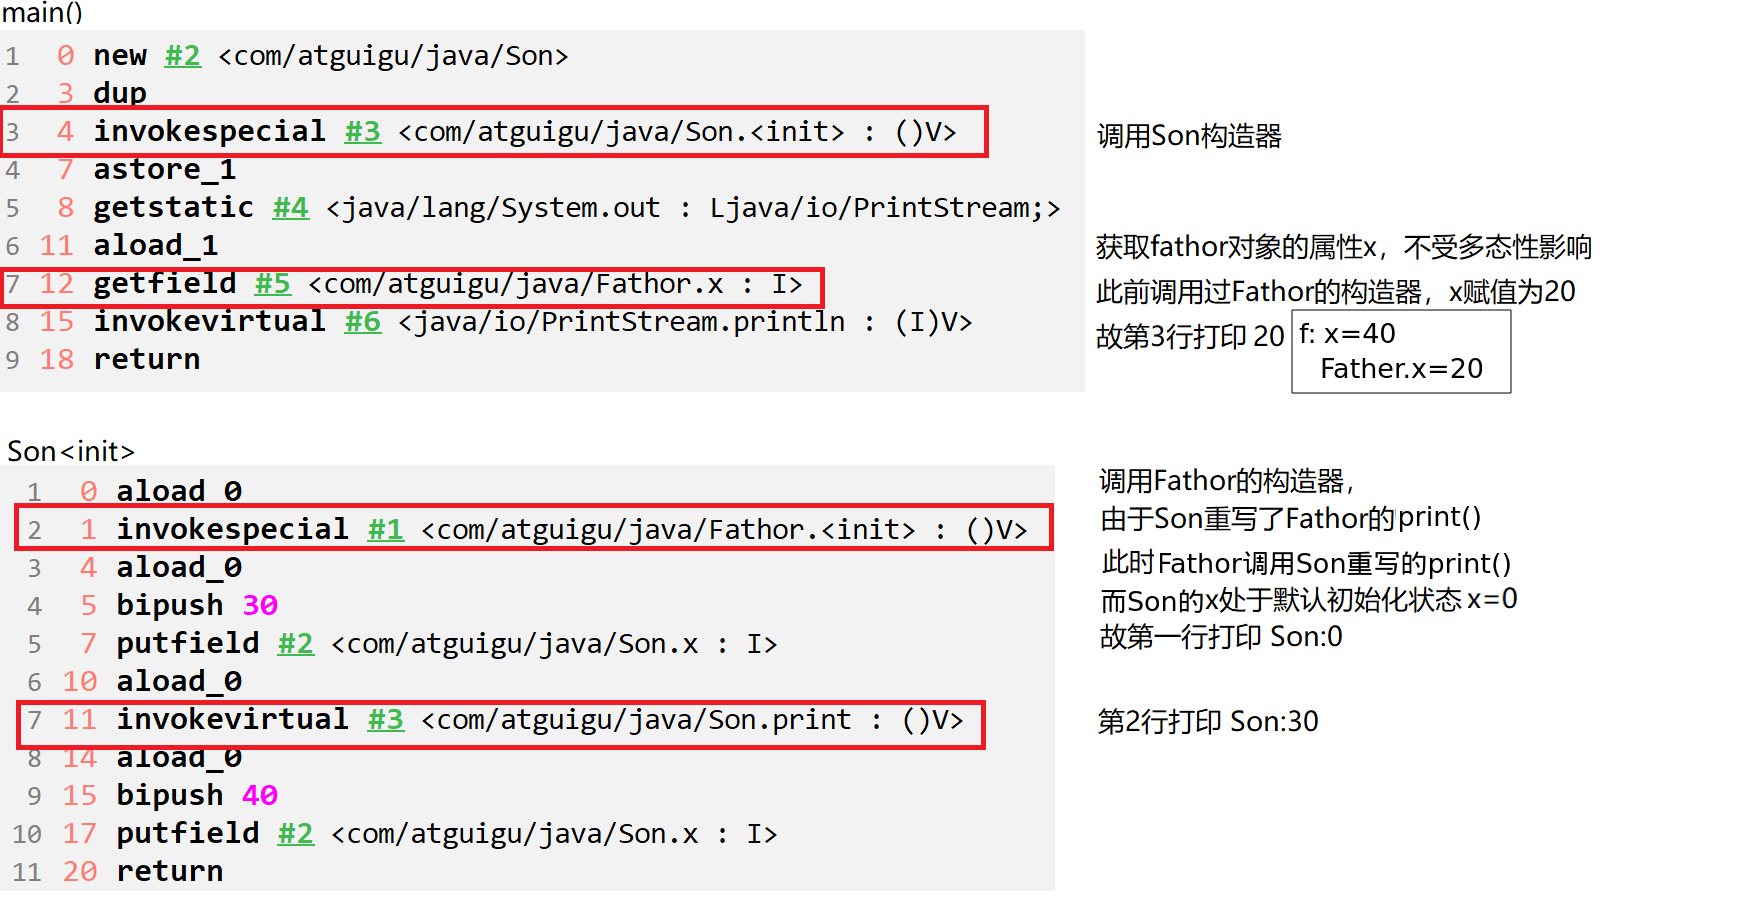 main()
1 0 new #2 <com/atguigu/java/Son>
2 3 dup
3 4 invokespecial #3 <com/atguigu/java/Son.<init> : ()V>
调用Son构造器
4 7 astore_1
5 8 getstatic #4 <java/lang/System.out : Ljava/io/PrintStream;>
6 11 aload_1
获取fathor对象的属性x，不受多态性影响
7 12 getfield #5 <com/atguigu/java/Fathor.x : I>
此前调用过Fathor的构造器，x赋值为20
8 15 invokevirtual #6 <java/io/PrintStream.println : (I)V>
故第3行打印 20
f: x=40
Father.x=20
9 18 return
Son<init>
1 0 aload_0
调用Fathor的构造器，
2 1 invokespecial #1 <com/atguigu/java/Fathor.<init> : ()V>
由于Son重写了Fathor的print()
3 4 aload_0
此时Fathor调用Son重写的print()
4 5 bipush 30
而Son的x处于默认初始化状态 x=0
5 7 putfield #2 <com/atguigu/java/Son.x : I>
故第一行打印 Son:0
6 10 aload_0
7 11 invokevirtual #3 <com/atguigu/java/Son.print : ()V>
第2行打印 Son:30
8 14 aload_0
9 15 bipush 40
10 17 putfield #2 <com/atguigu/java/Son.x : I>
11 20 return